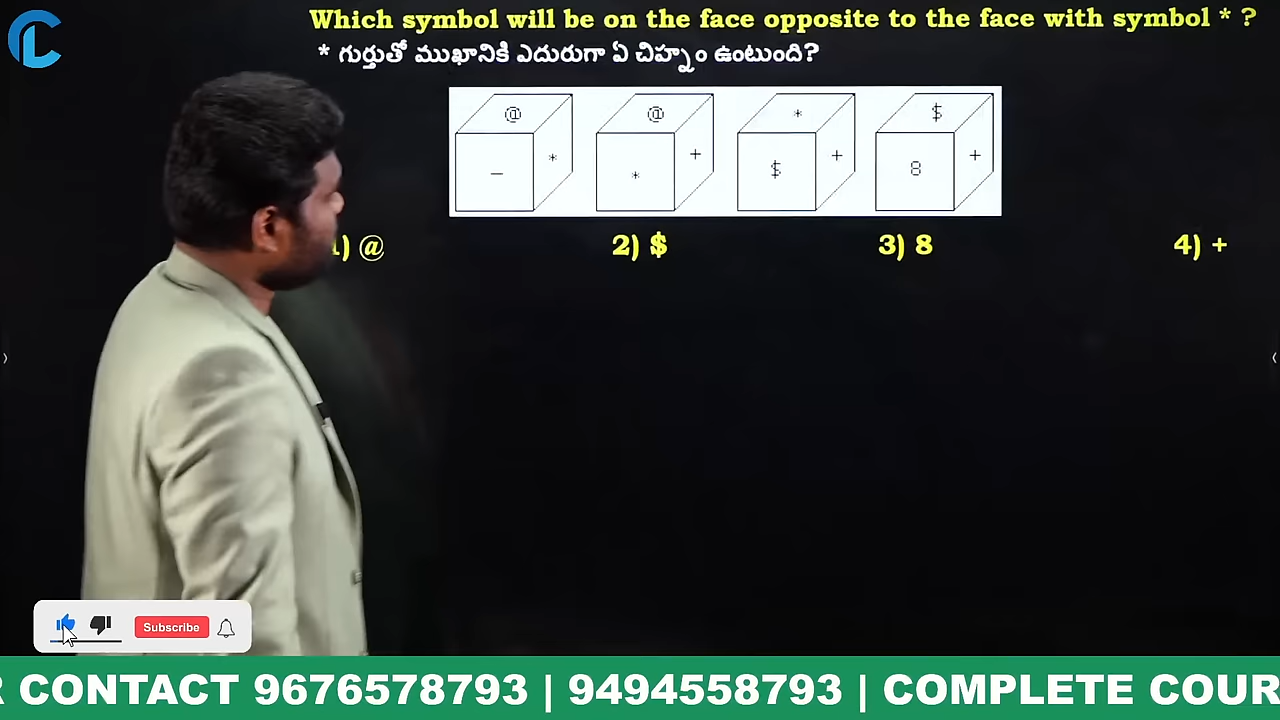 Which symbol will be on the face opposite to the face with symbol * ?
* గుర్తుతో ముఖానికి ఎదురుగా ఏ చిహ్నం ఉంటుంది?
@ @ * $
- * * + $ + 8 +
1) @ 2) $ 3) 8 4) +
Subscribe
R CONTACT 9676578793 | 9494558793 | COMPLETE COUR